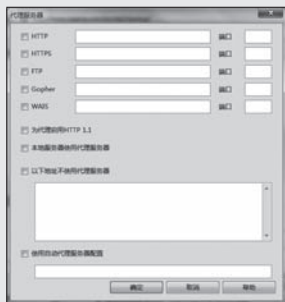 代理服务器
HTTP 端口
HTTPS 端口
FTP 端口
Gopher 端口
WAIS 端口
为代理启用HTTP 1.1
本地服务器使用代理服务器
以下地址不使用代理服务器
使用自动代理服务器配置
确定 取消 帮助